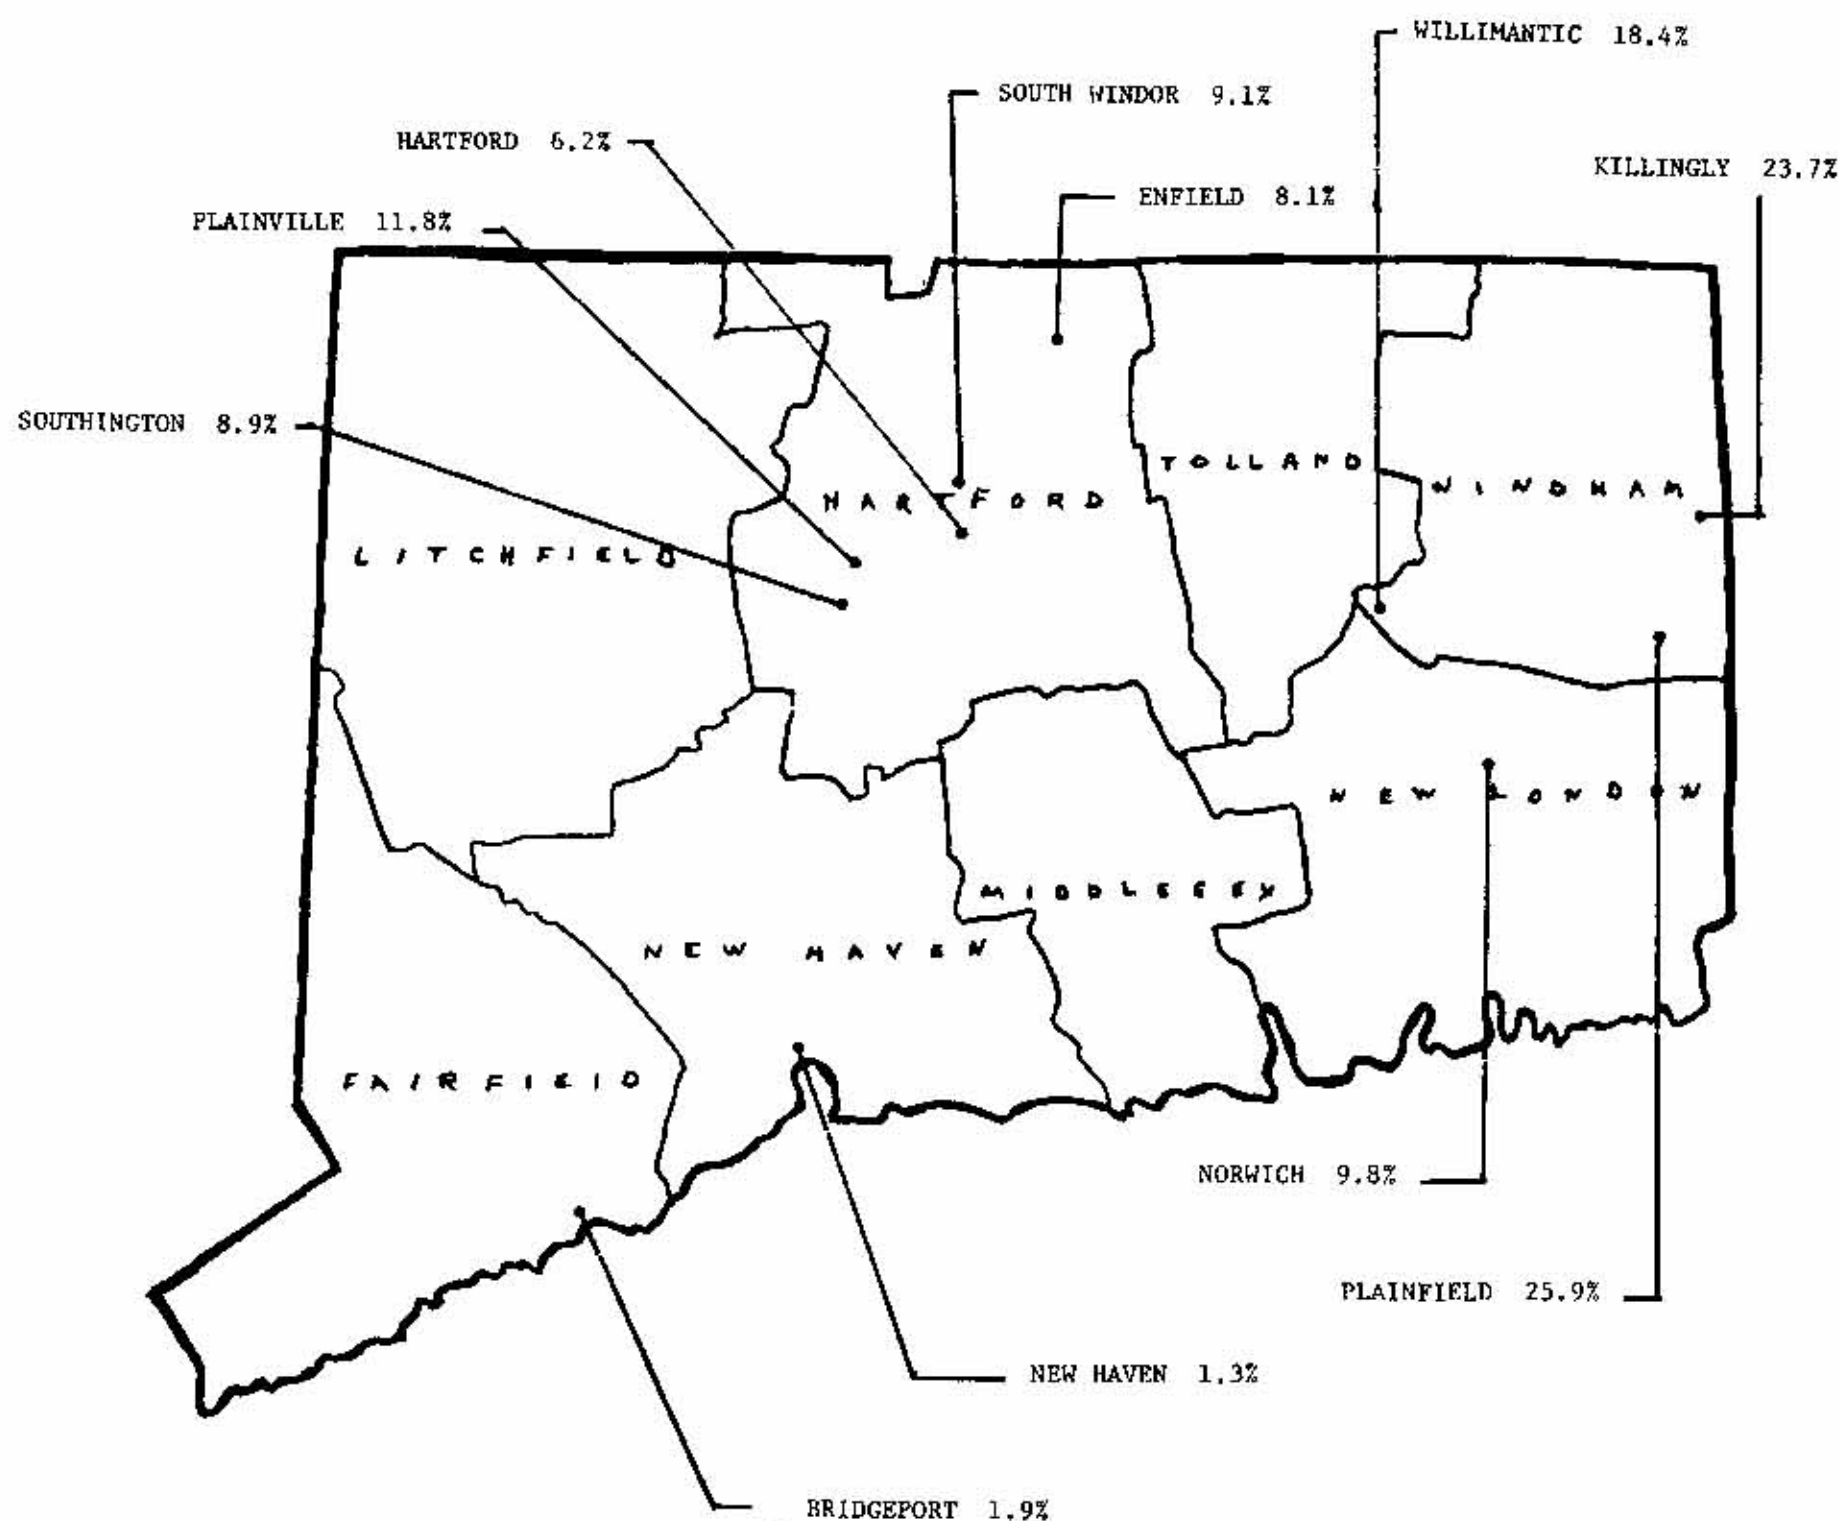 WILLIMANTIC 18.4%
SOUTH WINDOR 9.1%
HARTFORD 6.2%
KILLINGLY 23.7%
ENFIELD 8.1%
PLAINVILLE 11.8%
SOUTHINGTON 8.9%
TOLLAND
WINDHAM
HARTFORD
LITCHFIELD
NEW LONDON
MIDDLESEX
NEW HAVEN
FAIRFIELD
NORWICH 9.8%
PLAINFIELD 25.9%
NEW HAVEN 1.3%
BRIDGEPORT 1.9%